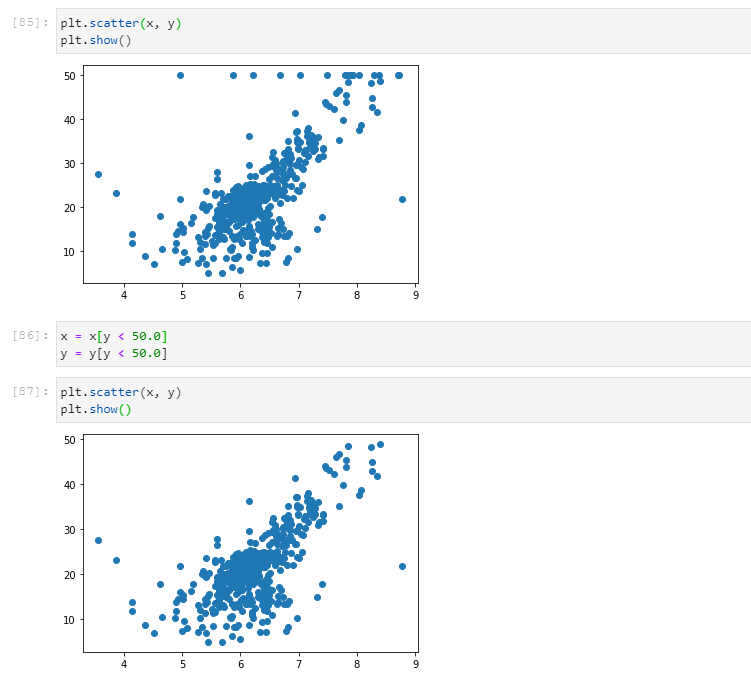 [85]: plt.scatter(x, y)
plt.show()
50
40
30
20
10
4 5 6 7 8 9
[86]: x = x[y < 50.0]
y = y[y < 50.0]
[87]: plt.scatter(x, y)
plt.show()
50
40
30
20
10
4 5 6 7 8 9